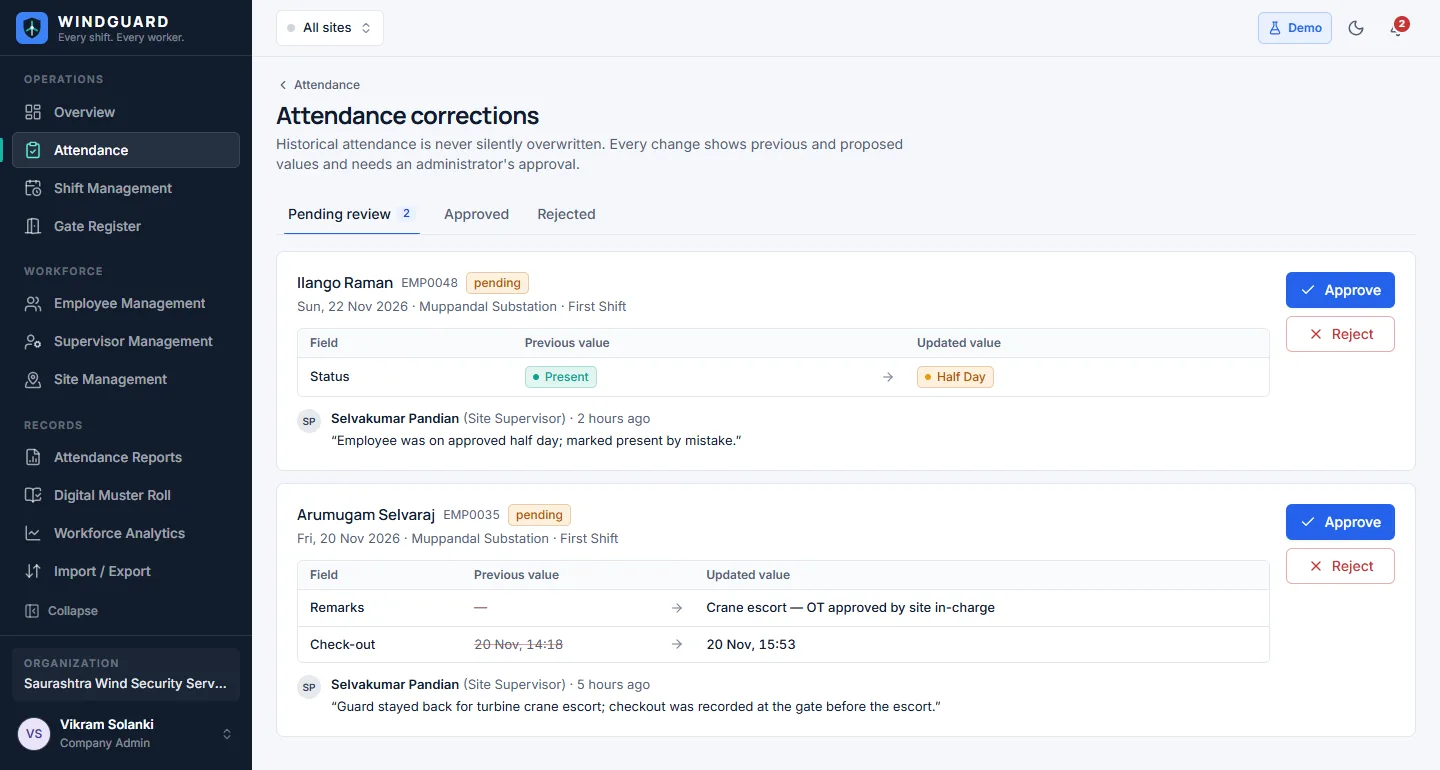 WINDGUARD
Every shift. Every worker.
All sites
Demo
2
OPERATIONS
Overview
Attendance
Shift Management
Gate Register
WORKFORCE
Employee Management
Supervisor Management
Site Management
RECORDS
Attendance Reports
Digital Muster Roll
Workforce Analytics
Import / Export
Collapse
ORGANIZATION
Saurashtra Wind Security Serv...
VS
Vikram Solanki
Company Admin
Attendance
Attendance corrections
Historical attendance is never silently overwritten. Every change shows previous and proposed
values and needs an administrator's approval.
Pending review 2 Approved Rejected
Ilango Raman EMP0048 pending
Sun, 22 Nov 2026 · Muppandal Substation · First Shift
Approve
Reject
Field Previous value Updated value
Status Present → Half Day
SP
Selvakumar Pandian (Site Supervisor) · 2 hours ago
“Employee was on approved half day; marked present by mistake.”
Arumugam Selvaraj EMP0035 pending
Fri, 20 Nov 2026 · Muppandal Substation · First Shift
Approve
Reject
Field Previous value Updated value
Remarks — → Crane escort — OT approved by site in-charge
Check-out 20 Nov, 14:18 → 20 Nov, 15:53
SP
Selvakumar Pandian (Site Supervisor) · 5 hours ago
“Guard stayed back for turbine crane escort; checkout was recorded at the gate before the escort.”